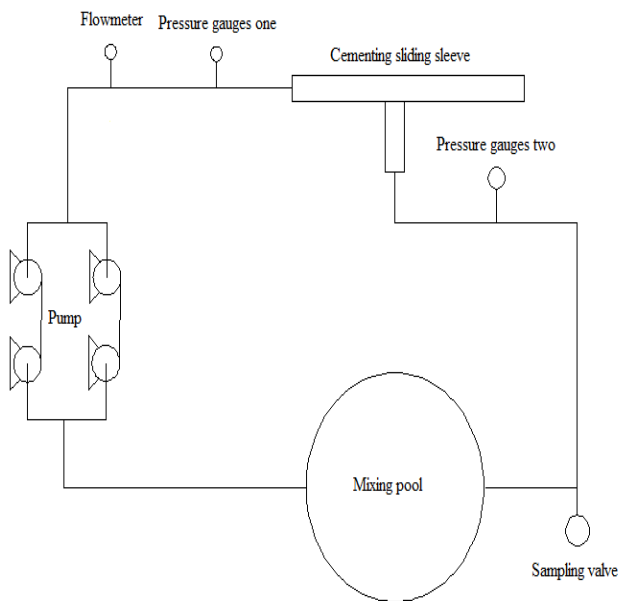 Flowmeter
Pressure gauges one
Cementing sliding sleeve
Pressure gauges two
Pump
Mixing pool
Sampling valve